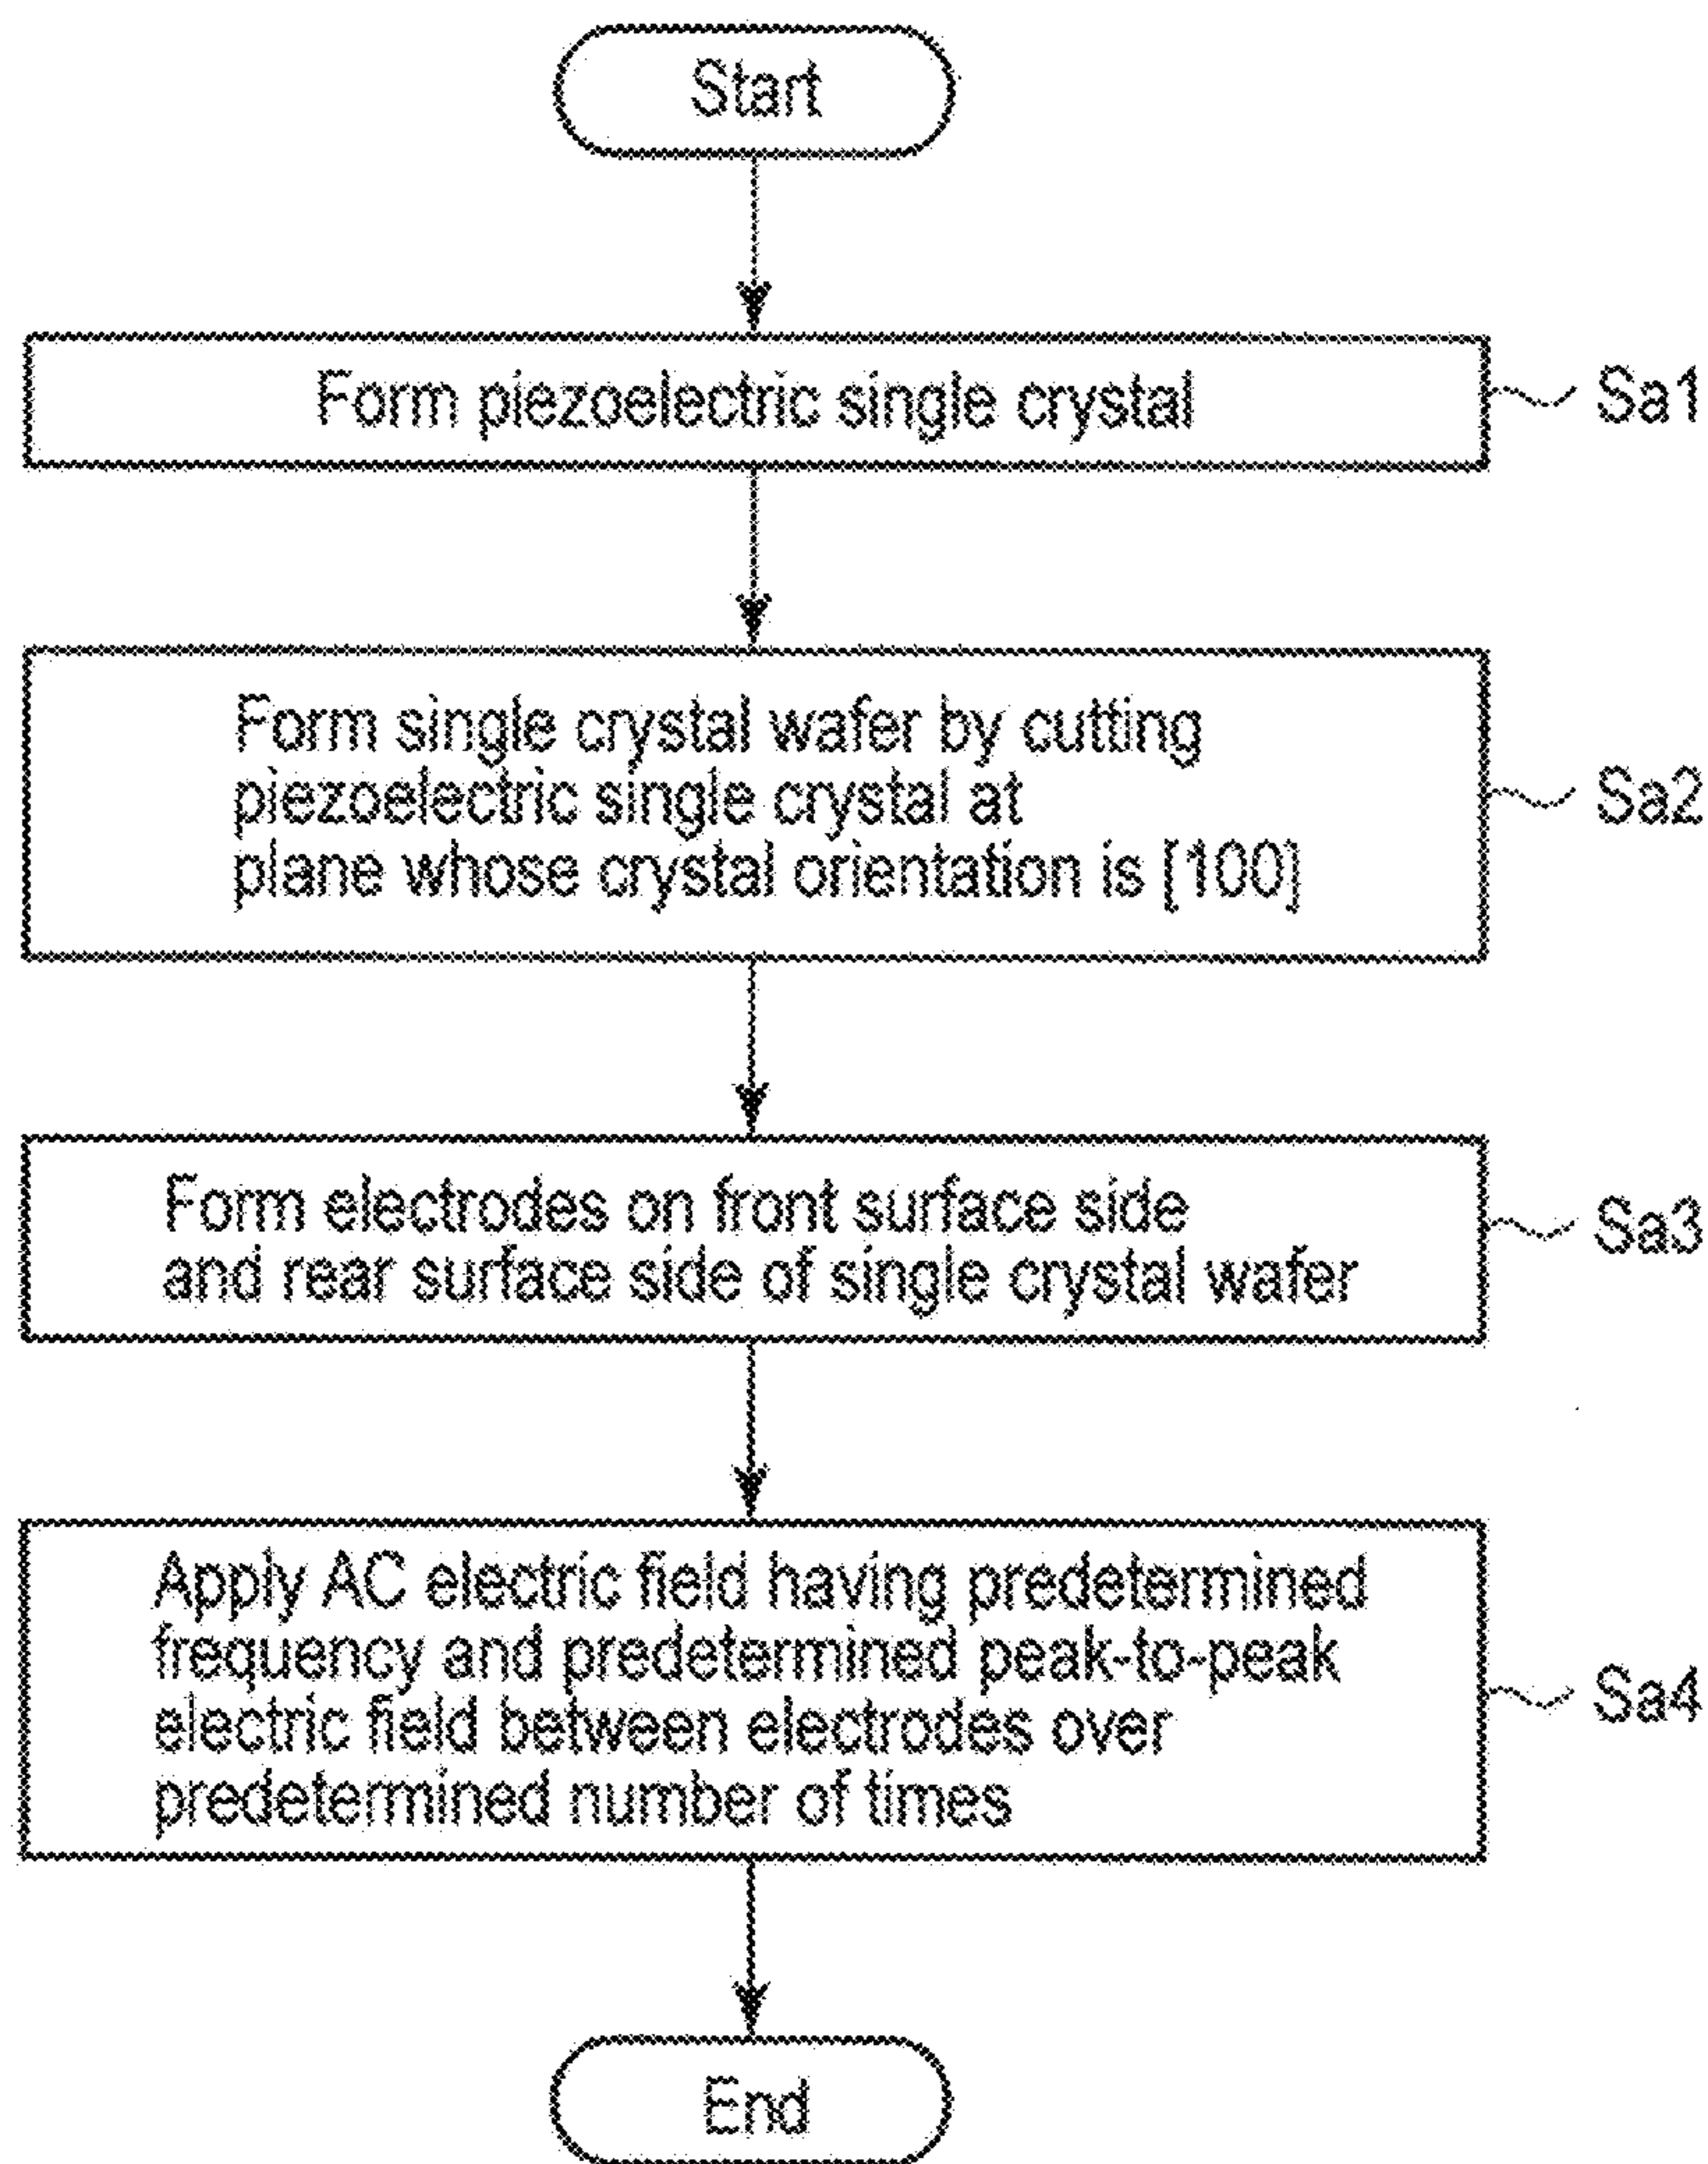 Start
Form piezoelectric single crystal
Sa1
Form single crystal wafer by cutting
piezoelectric single crystal at
plane whose crystal orientation is [100]
Sa2
Form electrodes on front surface side
and rear surface side of single crystal wafer
Sa3
Apply AC electric field having predetermined
frequency and predetermined peak-to-peak
electric field between electrodes over
predetermined number of times
Sa4
End